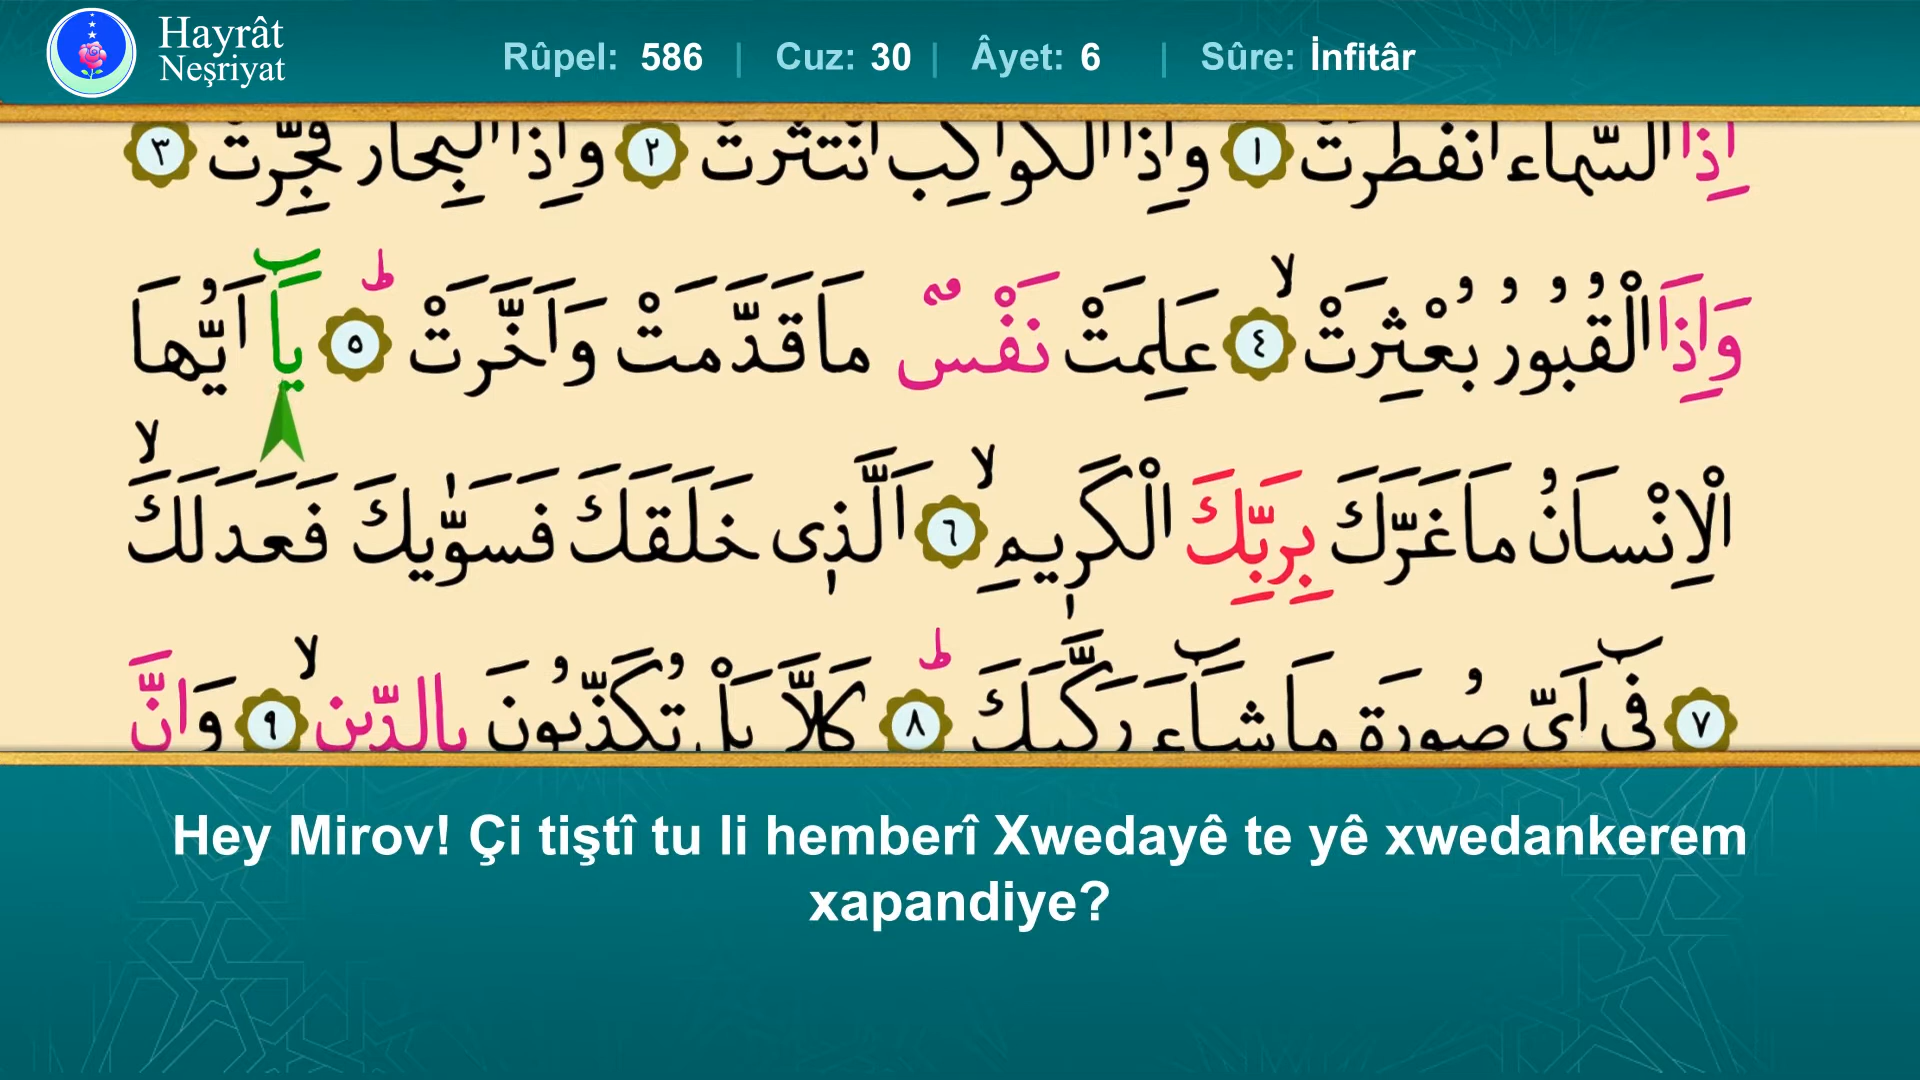 Hayrât
Neşriyat
Rûpel: 586 | Cuz: 30 | Âyet: 6 | Sûre: İnfitâr
اِذَا السَّمَاء انْفَطَرَتْ ١ وَاِذَا الْكَوَاكِب انْتَثَرَتْ ٢ وَاِذَا الْبِحَار فُجِّرَتْ ٣
وَاِذَا الْقُبُورُ بُعْثِرَتْۙ ٤ عَلِمَتْ نَفْسٌ مَا قَدَّمَتْ وَاَخَّرَتْۜ ٥ يَٓا اَيُّهَا
الْاِنْسَانُ مَا غَرَّكَ بِرَبِّكَ الْكَرِيمِۙ ٦ اَلَّذ۪ى خَلَقَكَ فَسَوّٰيكَ فَعَدَلَكَۙ
٧ ف۪ٓى اَىِّ صُورَةٍ مَا شَٓاءَ رَكَّبَكَۜ ٨ كَلَّا بَلْ تُكَذِّبُونَ بِالدِّينِۙ ٩ وَاِنَّ
Hey Mirov! Çi tiştî tu li hemberî Xwedayê te yê xwedankerem
xapandiye?